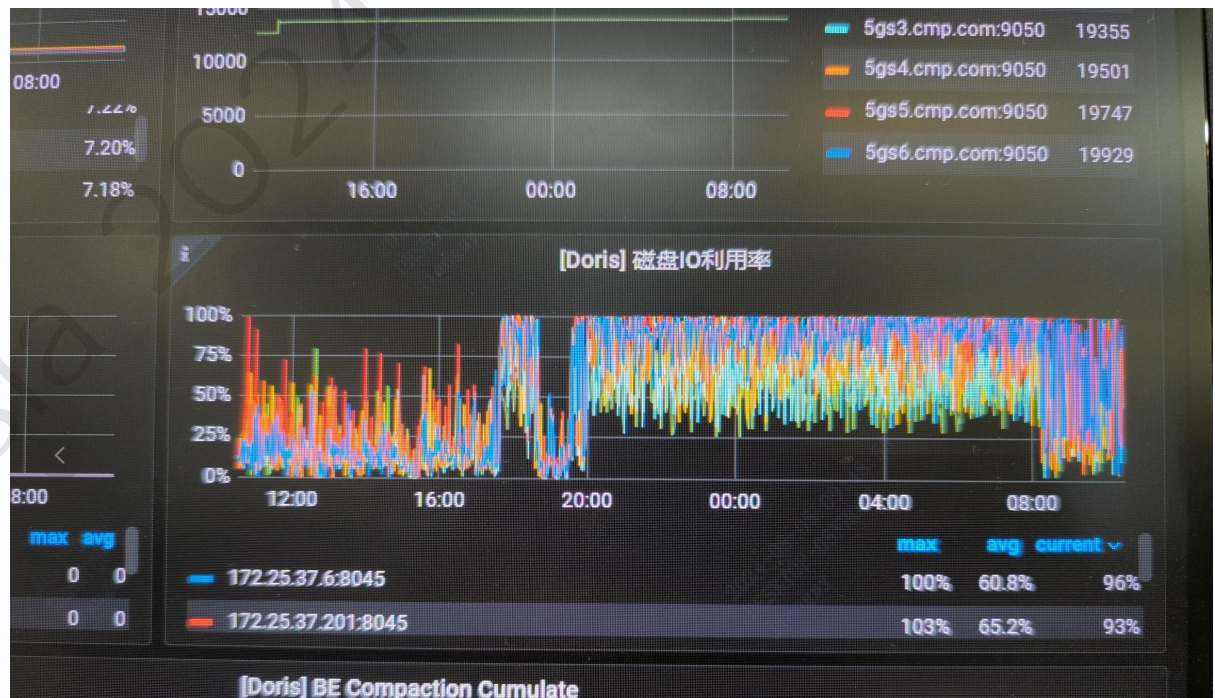 15000
5gs3.cmp.com:9050 19355
10000
5gs4.cmp.com:9050 19501
08:00
5000
5gs5.cmp.com:9050 19747
7.22%
7.20%
0
5gs6.cmp.com:9050 19929
7.18%
16:00 00:00 08:00
i
[Doris] 磁盘IO利用率
100%
75%
50%
25%
0%
8:00
12:00 16:00 20:00 00:00 04:00 08:00
max avg
max avg current
0 0
172.25.37.6:8045 100% 60.8% 96%
0 0
172.25.37.201:8045 103% 65.2% 93%
[Doris] BE Compaction Cumulate